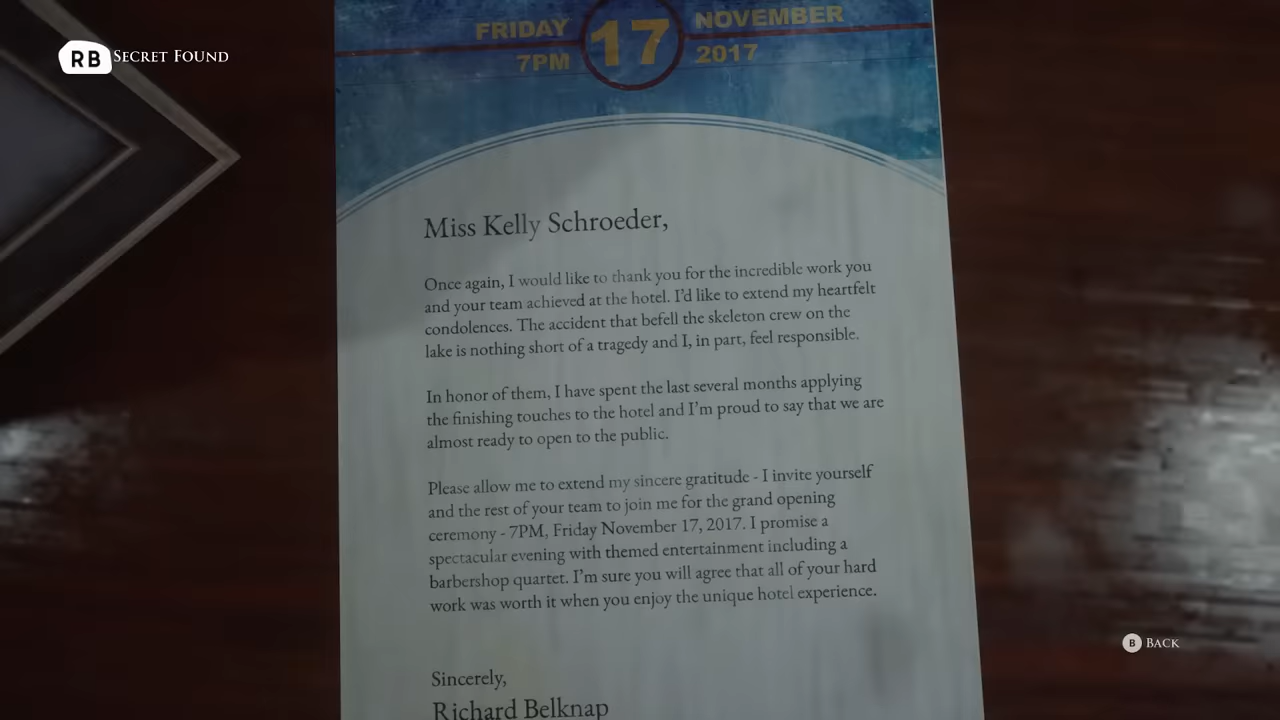 FRIDAY 17 NOVEMBER
7PM 2017
RB SECRET FOUND
Miss Kelly Schroeder,
Once again, I would like to thank you for the incredible work you
and your team achieved at the hotel. I'd like to extend my heartfelt
condolences. The accident that befell the skeleton crew on the
lake is nothing short of a tragedy and I, in part, feel responsible.
In honor of them, I have spent the last several months applying
the finishing touches to the hotel and I'm proud to say that we are
almost ready to open to the public.
Please allow me to extend my sincere gratitude - I invite yourself
and the rest of your team to join me for the grand opening
ceremony - 7PM, Friday November 17, 2017. I promise a
spectacular evening with themed entertainment including a
barbershop quartet. I'm sure you will agree that all of your hard
work was worth it when you enjoy the unique hotel experience.
B BACK
Sincerely,
Richard Belknap